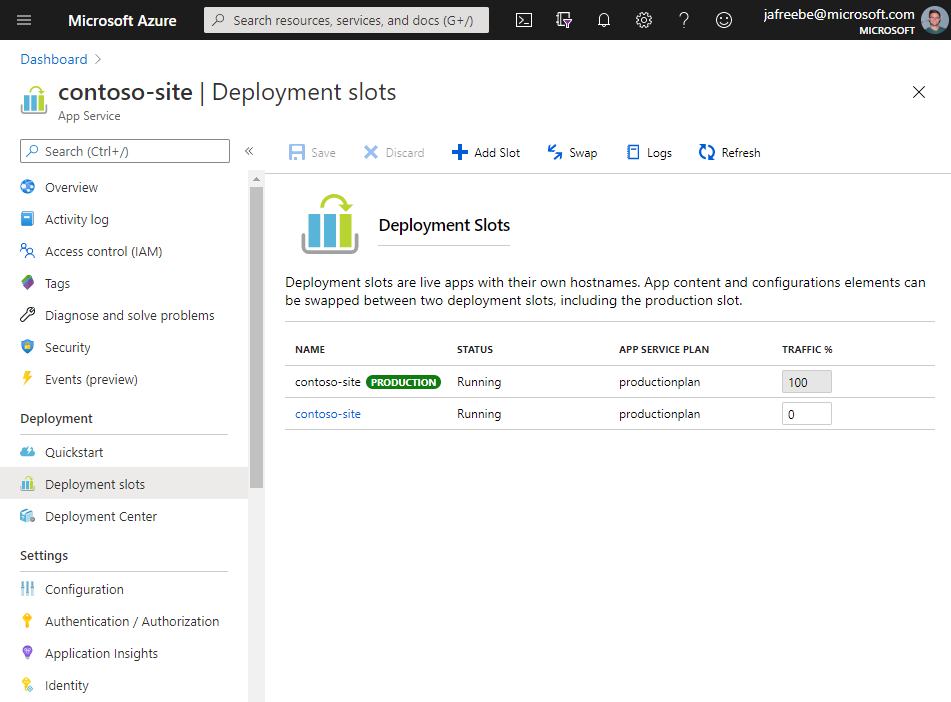 Microsoft Azure
Search resources, services, and docs (G+/)
jafreebe@microsoft.com
MICROSOFT
Dashboard
contoso-site | Deployment slots
App Service
Search (Ctrl+/)
Save
Discard
Add Slot
Swap
Logs
Refresh
Overview
Activity log
Access control (IAM)
Tags
Diagnose and solve problems
Security
Events (preview)
Deployment
Quickstart
Deployment slots
Deployment Center
Settings
Configuration
Authentication / Authorization
Application Insights
Identity
Deployment Slots
Deployment slots are live apps with their own hostnames. App content and configurations elements can
be swapped between two deployment slots, including the production slot.
NAME STATUS APP SERVICE PLAN TRAFFIC %
contoso-site PRODUCTION Running productionplan 100
contoso-site Running productionplan 0